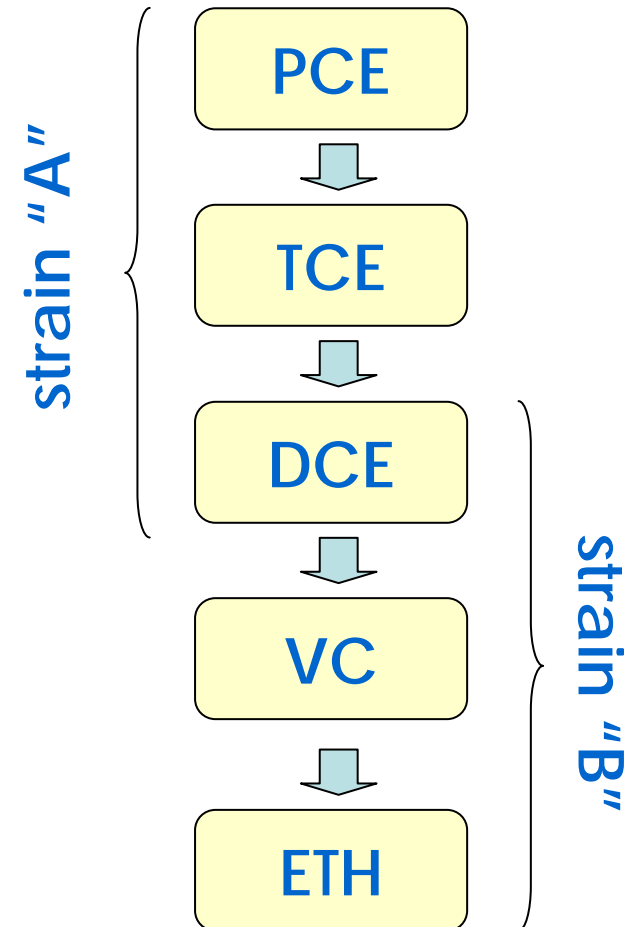 strain "A"
PCE
TCE
DCE
VC
ETH
strain "B"